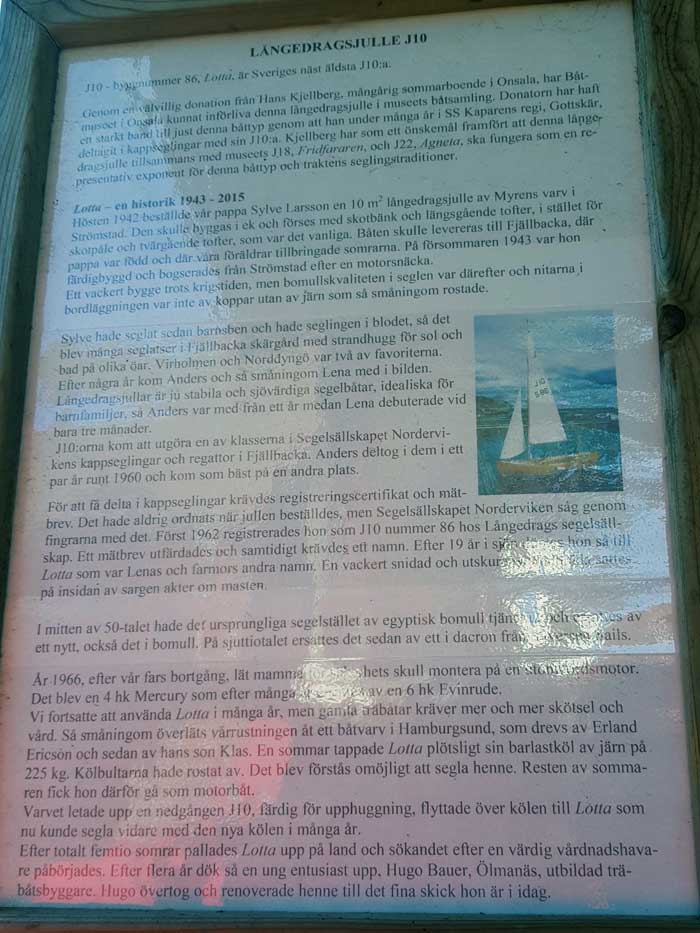 LÅNGEDRAGSJULLE J10
J10 - byggnummer 86, Lotta, är Sveriges näst äldsta J10:a.
Genom en välvillig donation från Hans Kjellberg, mångårig sommarboende i Onsala, har Båt-
museet i Onsala kunnat införliva denna långedragsjulle i museets båtsamling. Donatorn har haft
ett starkt band till just denna båttyp genom att han under många år i SS Kaparens regi, Gottskär,
deltagit i kappseglingar med sin J10:a. Kjellberg har som ett önskemål framfört att denna långe-
dragsjulle tillsammans med museets J18, Fridfararen, och J22, Agneta, ska fungera som en re-
presentativ exponent för denna båttyp och traktens seglingstraditioner.
Lotta – en historik 1943 - 2015
Hösten 1942 beställde vår pappa Sylve Larsson en 10 m² långedragsjulle av Myrens varv i
Strömstad. Den skulle byggas i ek och förses med skotbänk och längsgående tofter, i stället för
skotpåle och tvärgående tofter, som var det vanliga. Båten skulle levereras till Fjällbacka, där
pappa var född och där våra föräldrar tillbringade somrarna. På försommaren 1943 var hon
färdigbyggd och bogserades från Strömstad efter en motorsnäcka.
Ett vackert bygge trots krigstiden, men bomullskvaliteten i seglen var därefter och nitarna i
bordläggningen var inte av koppar utan av järn som så småningom rostade.
Sylve hade seglat sedan barnsben och hade seglingen i blodet, så det
blev många seglatser i Fjällbacka skärgård med strandhugg för sol och
bad på olika öar. Virholmen och Norddyngö var två av favoriterna.
Efter några år kom Anders och så småningom Lena med i bilden.
Långedragsjullar är ju stabila och sjövärdiga segelbåtar, idealiska för
barnfamiljer, så Anders var med från ett år medan Lena debuterade vid
bara tre månader.
J10:orna kom att utgöra en av klasserna i Segelsällskapet Nordervi-
kens kappseglingar och regattor i Fjällbacka. Anders deltog i dem i ett
par år runt 1960 och kom som bäst på en andra plats.
J10
S86
För att få delta i kappseglingar krävdes registreringscertifikat och mät-
brev. Det hade aldrig ordnats när jullen beställdes, men Segelsällskapet Norderviken såg genom
fingrarna med det. Först 1962 registrerades hon som J10 nummer 86 hos Långedrags segelsäll-
skap. Ett mätbrev utfärdades och samtidigt krävdes ett namn. Efter 19 år i sjön hon så till
Lotta som var Lenas och farmors andra namn. En vackert snidad och
på insidan av sargen akter om masten.
I mitten av 50-talet hade det ursprungliga segelstället av egyptisk bomull och av
ett nytt, också det i bomull. På sjuttiotalet ersattes det sedan av ett i dacron från
År 1966, efter vår fars bortgång, lät mamma för skull montera på en
Det blev en 4 hk Mercury som efter många år av en 6 hk Evinrude.
Vi fortsatte att använda Lotta i många år, men gamla träbåtar kräver mer och mer skötsel och
vård. Så småningom överläts vårrustningen åt ett båtvarv i Hamburgsund, som drevs av Erland
Ericson och sedan av hans son Klas. En sommar tappade Lotta plötsligt sin barlastköl av järn på
225 kg. Kölbultarna hade rostat av. Det blev förstås omöjligt att segla henne. Resten av somma-
ren fick hon därför gå som motorbåt.
Varvet letade upp en nedgången J10, färdig för upphuggning, flyttade över kölen till Lotta som
nu kunde segla vidare med den nya kölen i många år.
Efter totalt femtio somrar pallades Lotta upp på land och sökandet efter en värdig vårdnadshava-
re påbörjades. Efter flera år dök så en ung entusiast upp, Hugo Bauer, Ölmanäs, utbildad trä-
båtsbyggare. Hugo övertog och renoverade henne till det fina skick hon är i idag.